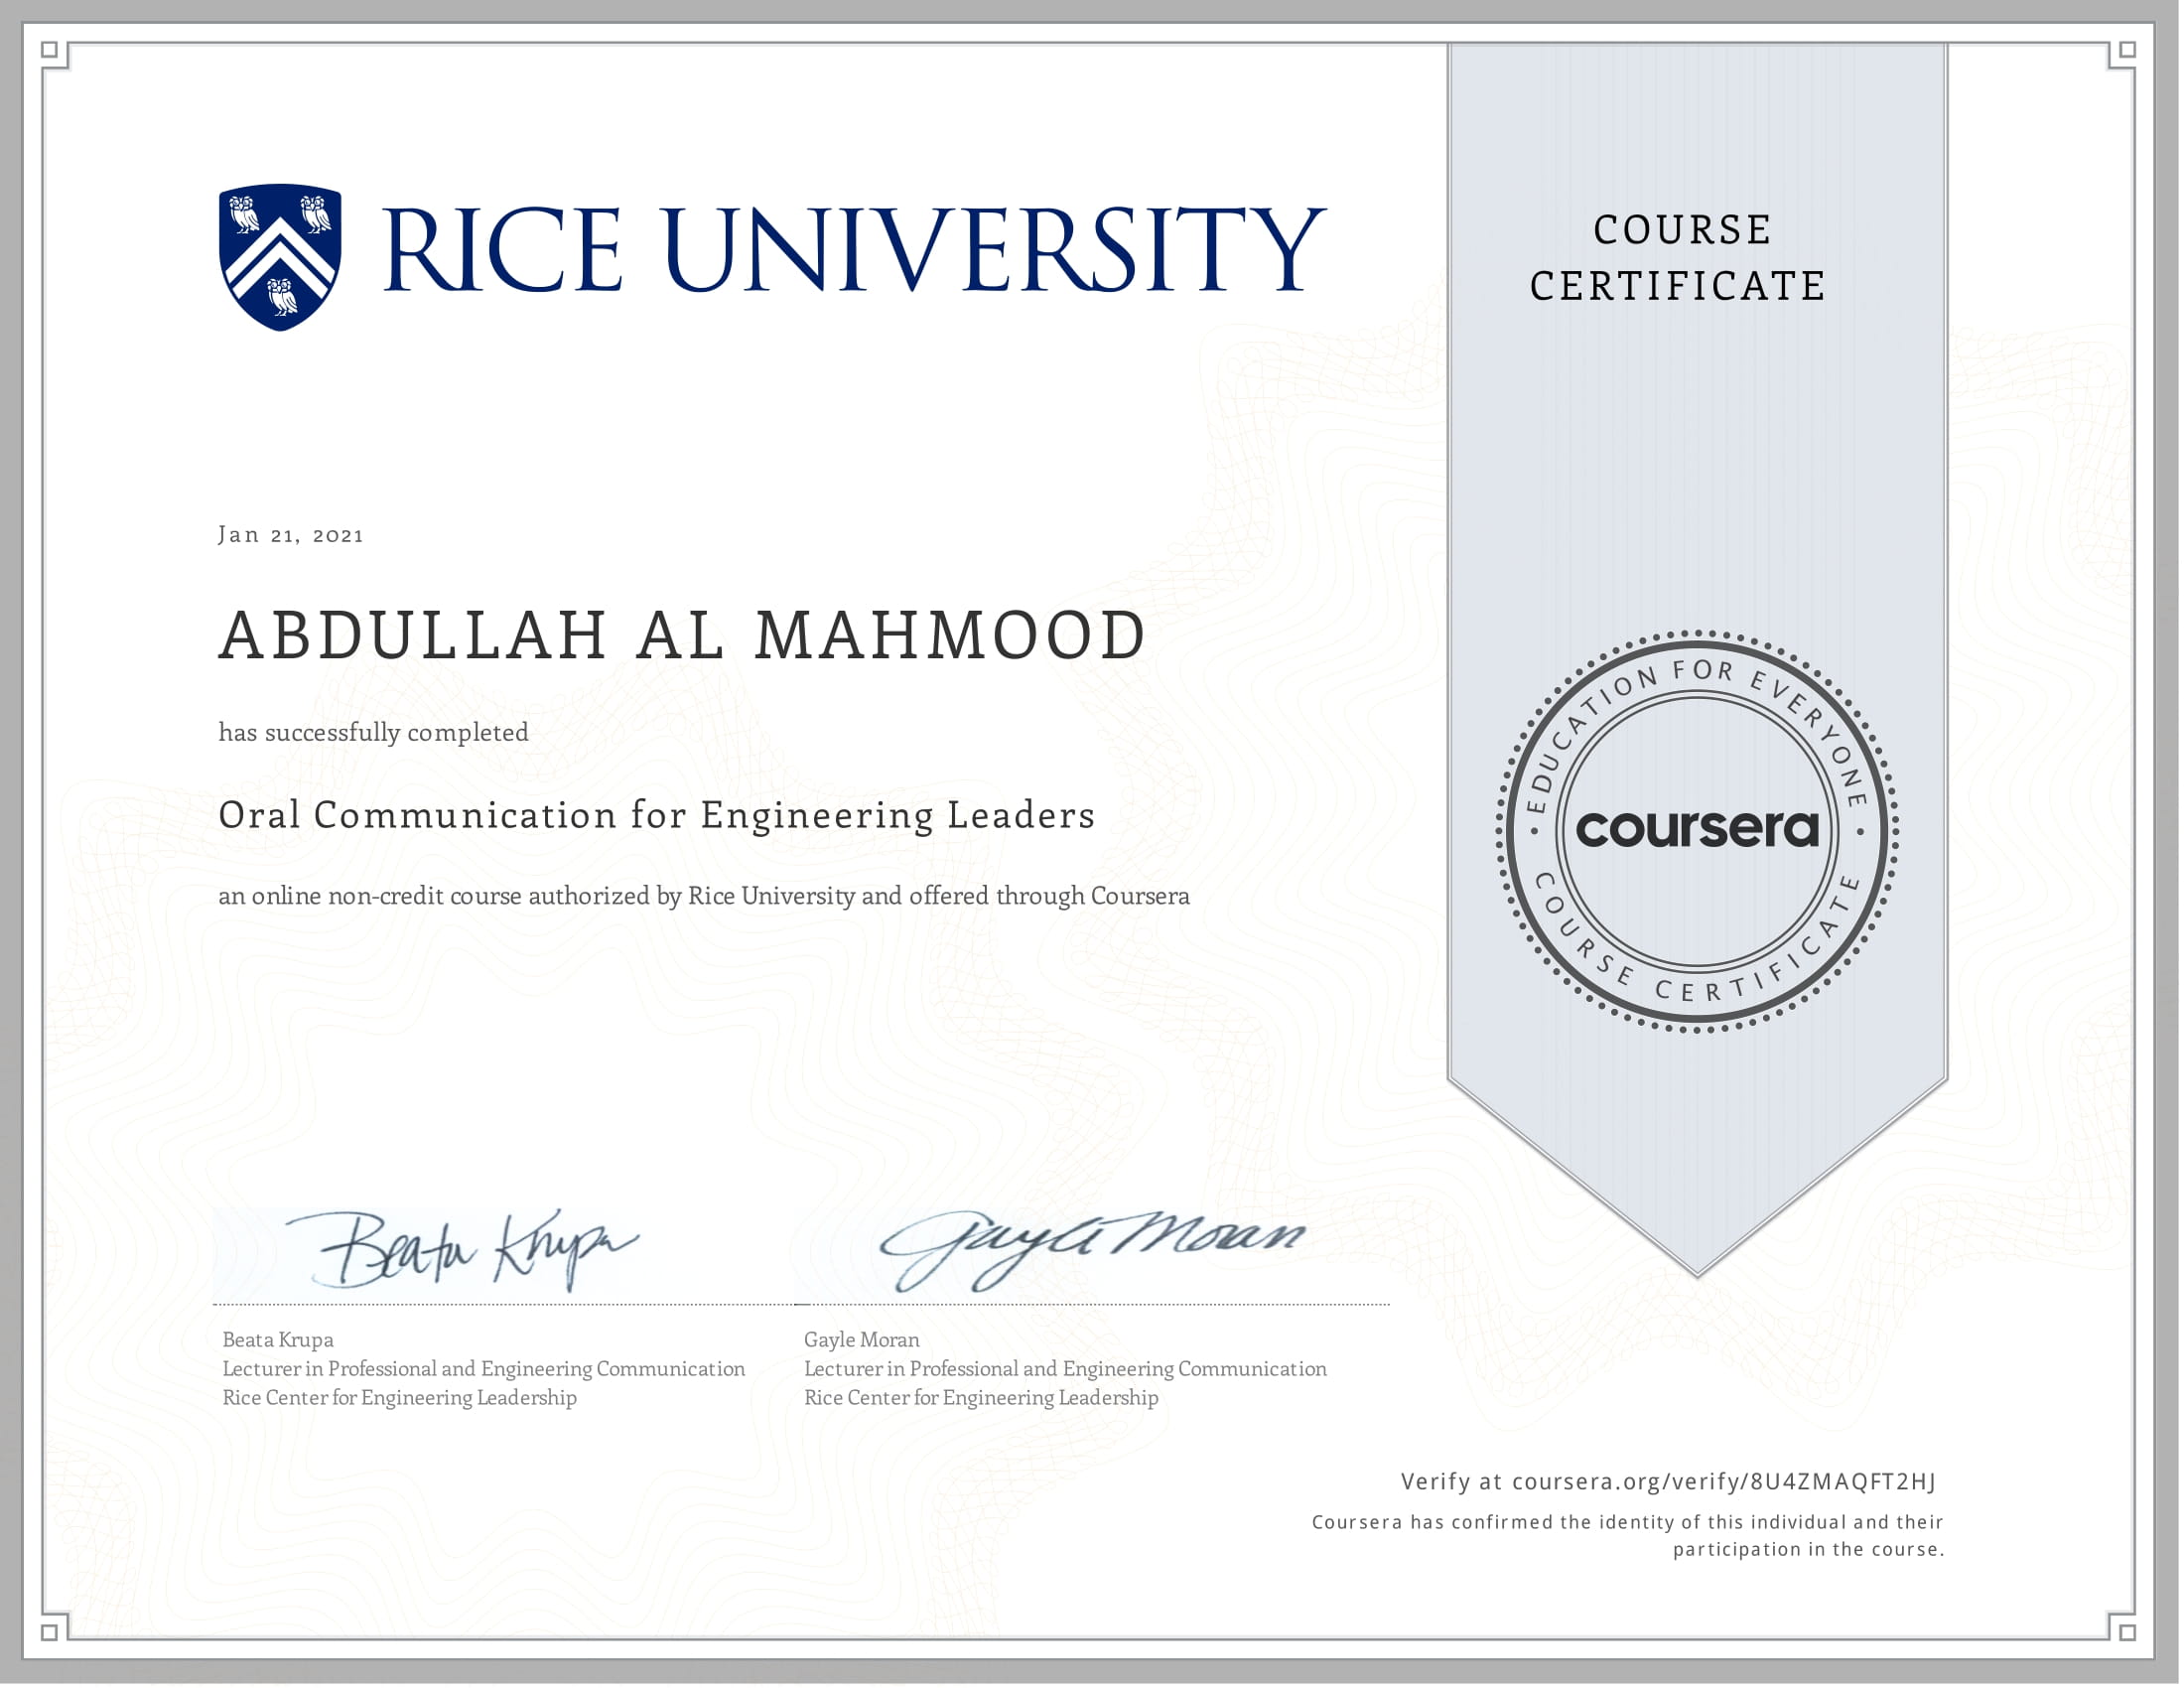 RICE UNIVERSITY
COURSE
CERTIFICATE
Jan 21, 2021
ABDULLAH AL MAHMOOD
has successfully completed
Oral Communication for Engineering Leaders
an online non-credit course authorized by Rice University and offered through Coursera
EDUCATION FOR EVERYONE
coursera
COURSE CERTIFICATE
Beata Krupa
Gayle Moran
Beata Krupa
Lecturer in Professional and Engineering Communication
Rice Center for Engineering Leadership
Gayle Moran
Lecturer in Professional and Engineering Communication
Rice Center for Engineering Leadership
Verify at coursera.org/verify/8U4ZMAQFT2HJ
Coursera has confirmed the identity of this individual and their
participation in the course.